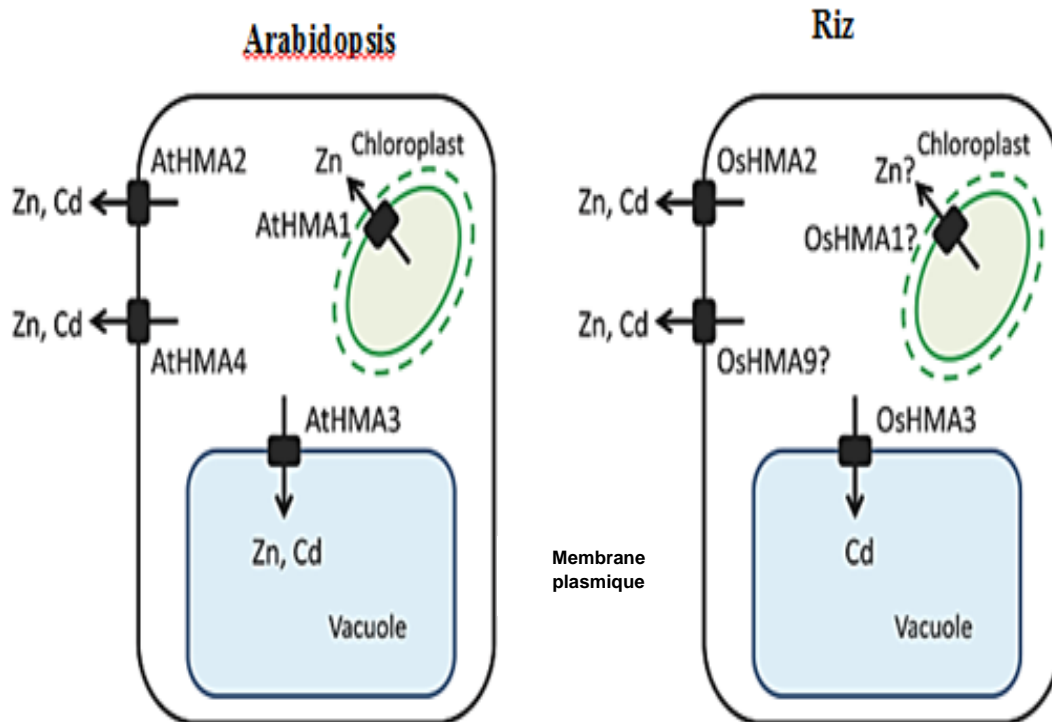 Arabidopsis
AtHMA2
Zn, Cd
Zn
Chloroplast
AtHMA1
Zn, Cd
AtHMA4
AtHMA3
Zn, Cd
Vacuole
Membrane
plasmique
Riz
OsHMA2
Zn, Cd
Chloroplast
Zn?
OsHMA1?
Zn, Cd
OsHMA9?
OsHMA3
Cd
Vacuole